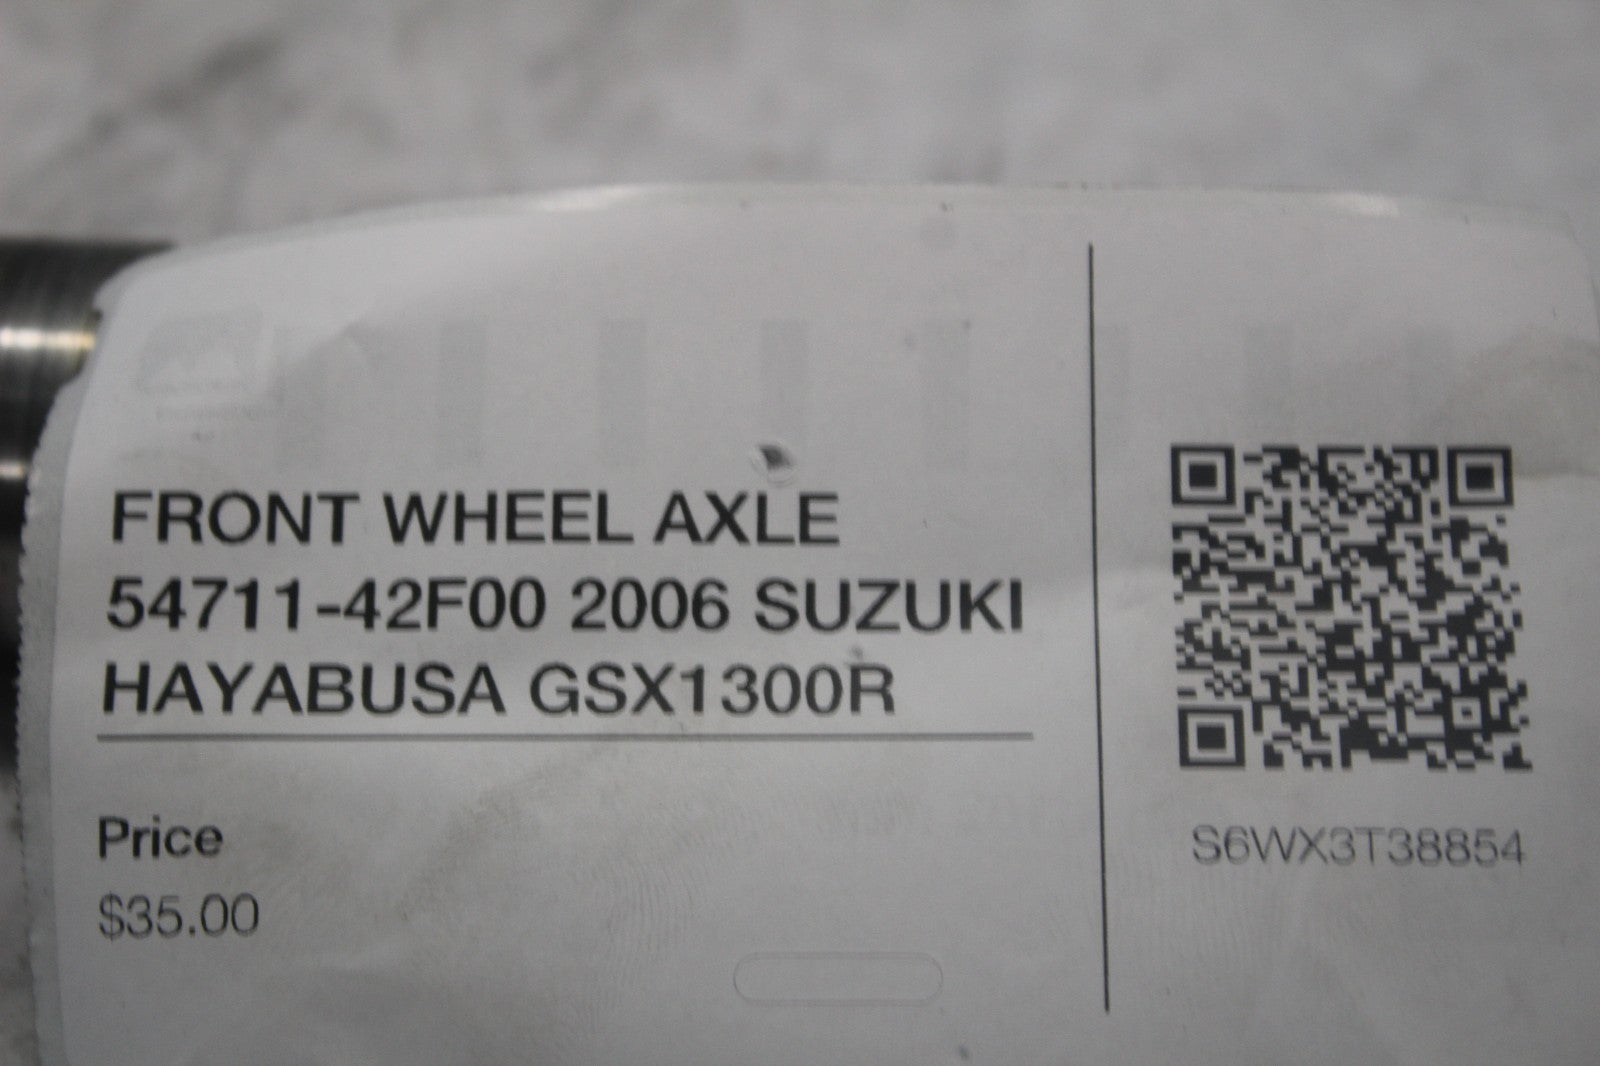 FRONT WHEEL AXLE
54711-42F00 2006 SUZUKI
HAYABUSA GSX1300R
Price
$35.00
S6WX3T38854